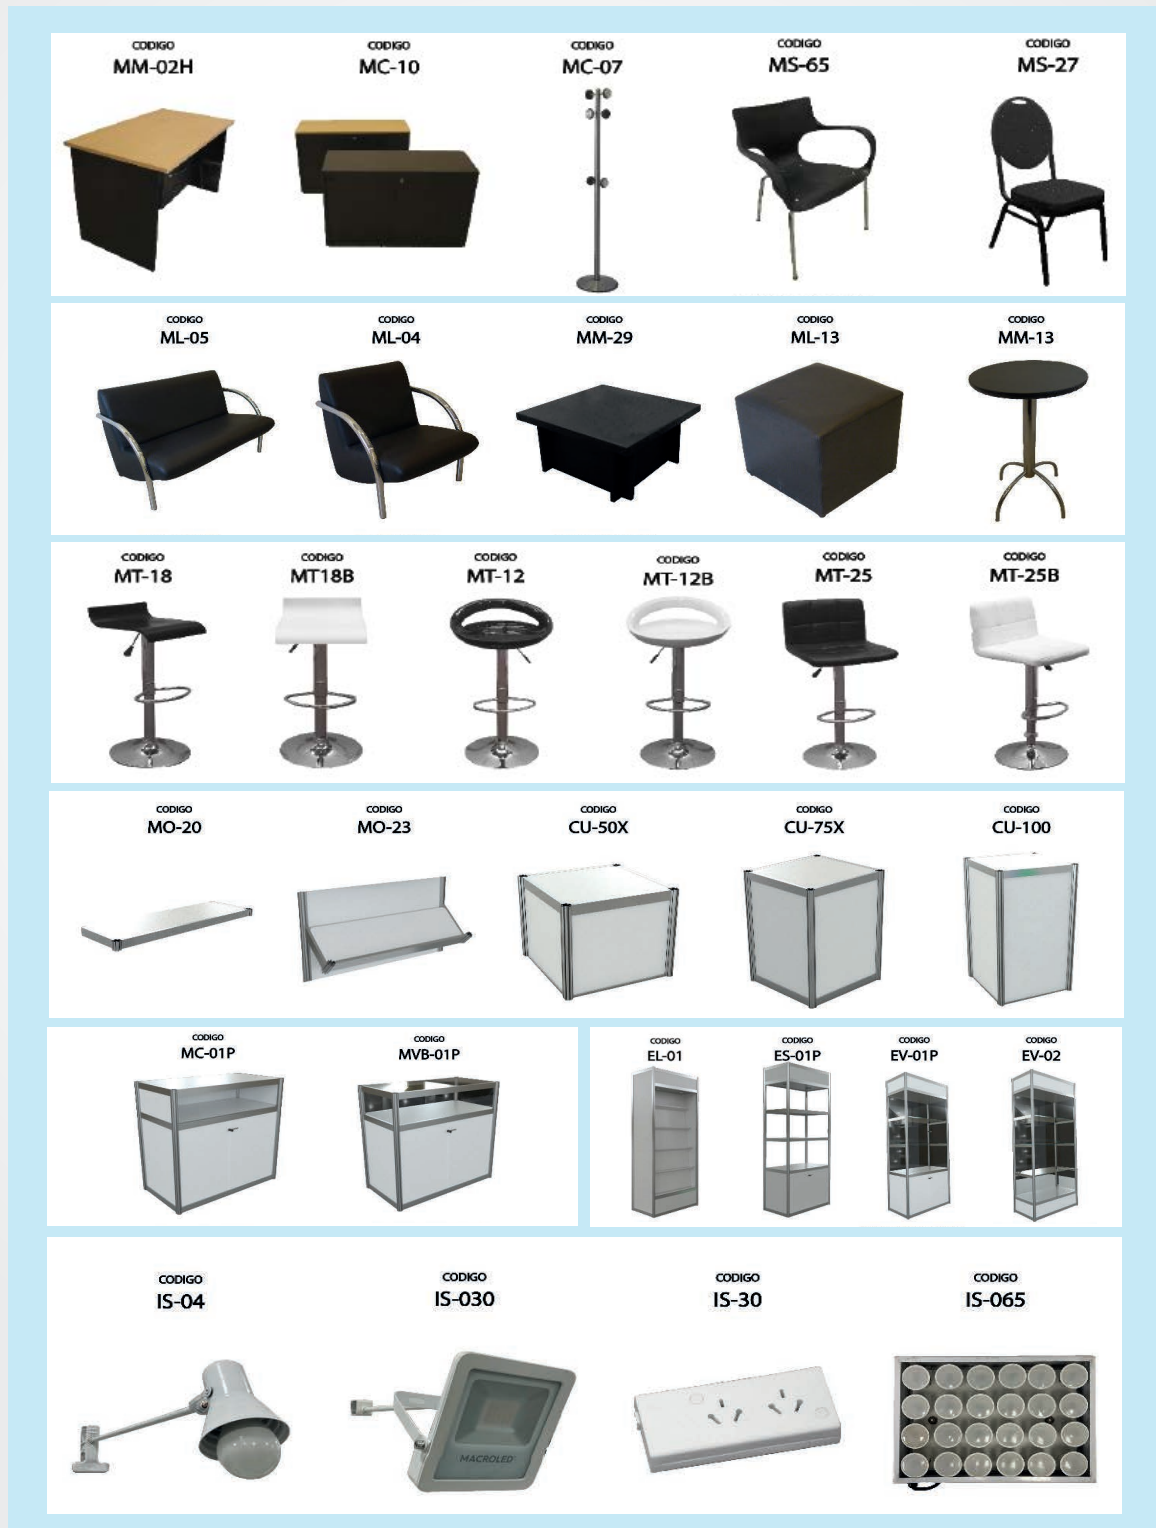 CODIGO CODIGO CODIGO CODIGO CODIGO
MM-02H MC-10 MC-07 MS-65 MS-27
CODIGO CODIGO CODIGO CODIGO CODIGO
ML-05 ML-04 MM-29 ML-13 MM-13
CODIGO CODIGO CODIGO CODIGO CODIGO CODIGO
MT-18 MT18B MT-12 MT-12B MT-25 MT-25B
CODIGO CODIGO CODIGO CODIGO CODIGO
MO-20 MO-23 CU-50X CU-75X CU-100
CODIGO CODIGO
MC-01P MVB-01P
CODIGO CODIGO CODIGO CODIGO
EL-01 ES-01P EV-01P EV-02
CODIGO CODIGO CODIGO CODIGO
IS-04 IS-030 IS-30 IS-065
MACROLED